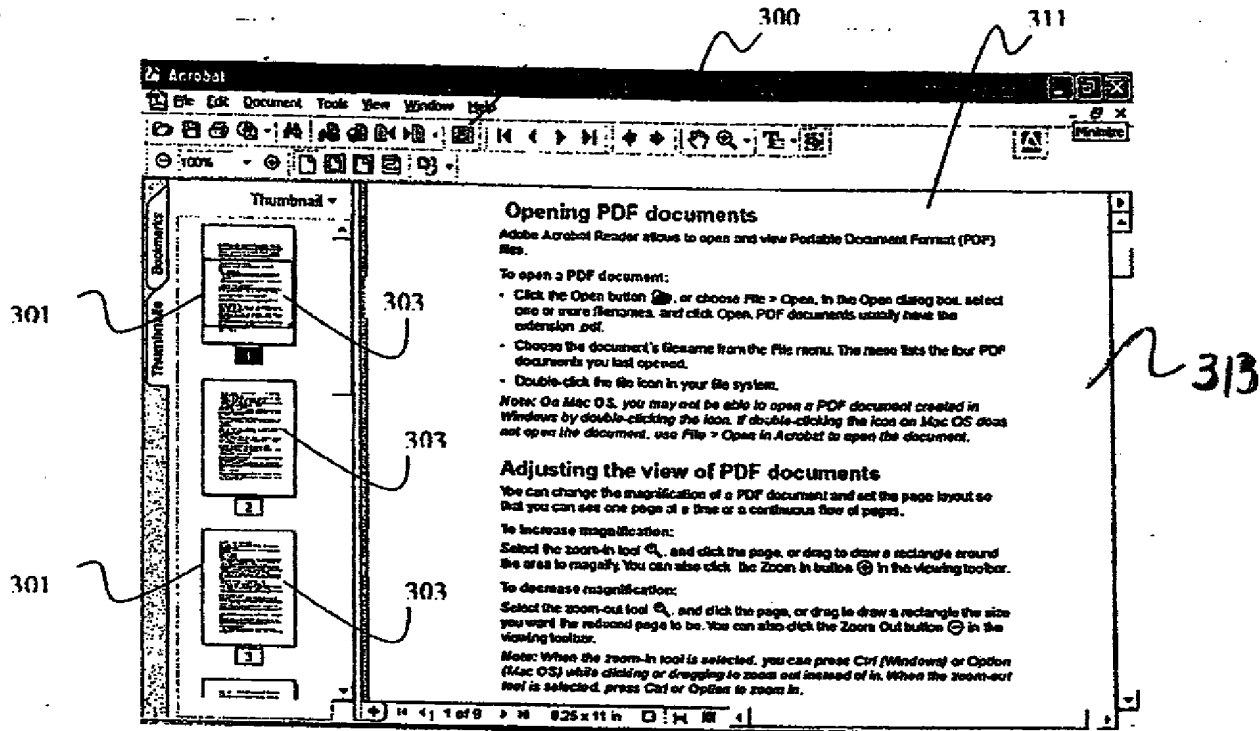 300 311
Acrobat
File Edit Document Tools View Window Help
Minimize
100%
Thumbnail
Bookmarks
Thumbnails
Opening PDF documents
Adobe Acrobat Reader allows to open and view Portable Document Format (PDF)
files.
To open a PDF document:
- Click the Open button , or choose File > Open, in the Open dialog box, select
one or more filenames, and click Open. PDF documents usually have the
extension .pdf.
- Choose the document's filename from the File menu. The menu lists the four PDF
documents you last opened.
- Double-click the file icon in your file system.
Note: On Mac OS, you may not be able to open a PDF document created in
Windows by double-clicking the icon. If double-clicking the icon on Mac OS does
not open the document, use File > Open in Acrobat to open the document.
Adjusting the view of PDF documents
You can change the magnification of a PDF document and set the page layout so
that you can see one page at a time or a continuous flow of pages.
To increase magnification:
Select the zoom-in tool , and click the page, or drag to draw a rectangle around
the area to magnify. You can also click the Zoom In button in the viewing toolbar.
To decrease magnification:
Select the zoom-out tool , and click the page, or drag to draw a rectangle the size
you want the reduced page to be. You can also click the Zoom Out button in the
viewing toolbar.
Note: When the zoom-in tool is selected, you can press Ctrl (Windows) or Option
(Mac OS) while clicking or dragging to zoom out instead of in. When the zoom-out
tool is selected, press Ctrl or Option to zoom in.
301 303
1
303
2
301 303
3
313
1 of 9 8.25 x 11 in